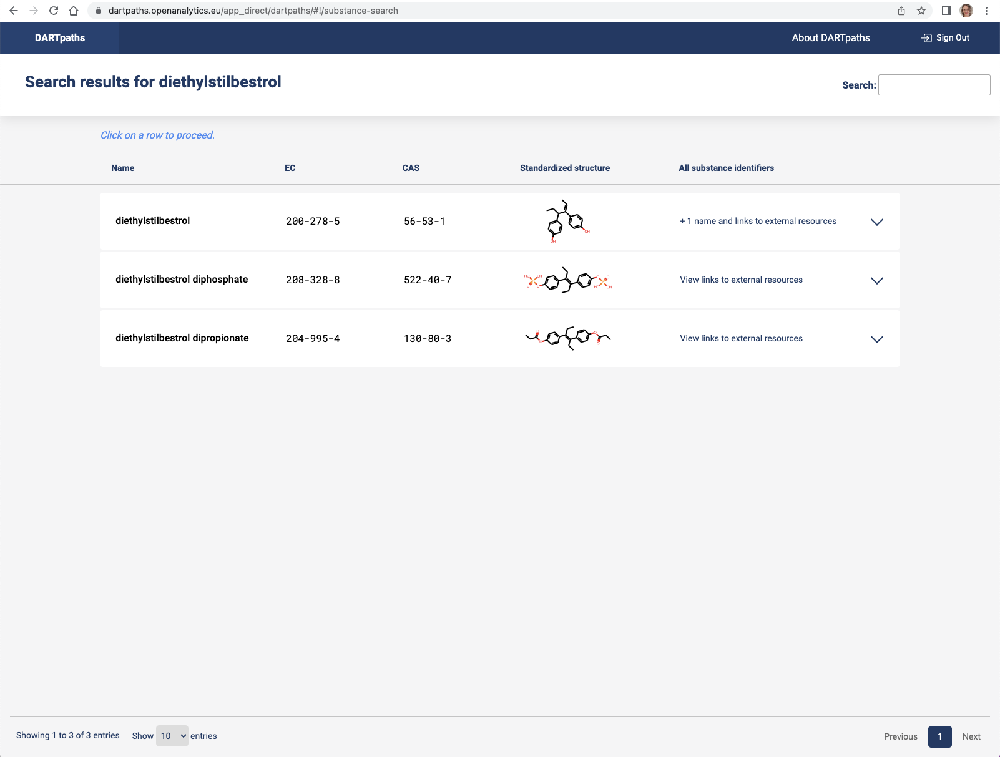 dartpaths.openanalytics.eu/app_direct/dartpaths/#!/substance-search
DARTpaths
About DARTpaths
Sign Out
Search results for diethylstilbestrol
Search:
Click on a row to proceed.
Name EC CAS Standardized structure All substance identifiers
diethylstilbestrol 200-278-5 56-53-1 OH OH + 1 name and links to external resources
diethylstilbestrol diphosphate 208-328-8 522-40-7 HO OH O O O O HO OH View links to external resources
diethylstilbestrol dipropionate 204-995-4 130-80-3 O O O O View links to external resources
Showing 1 to 3 of 3 entries Show 10 entries Previous 1 Next